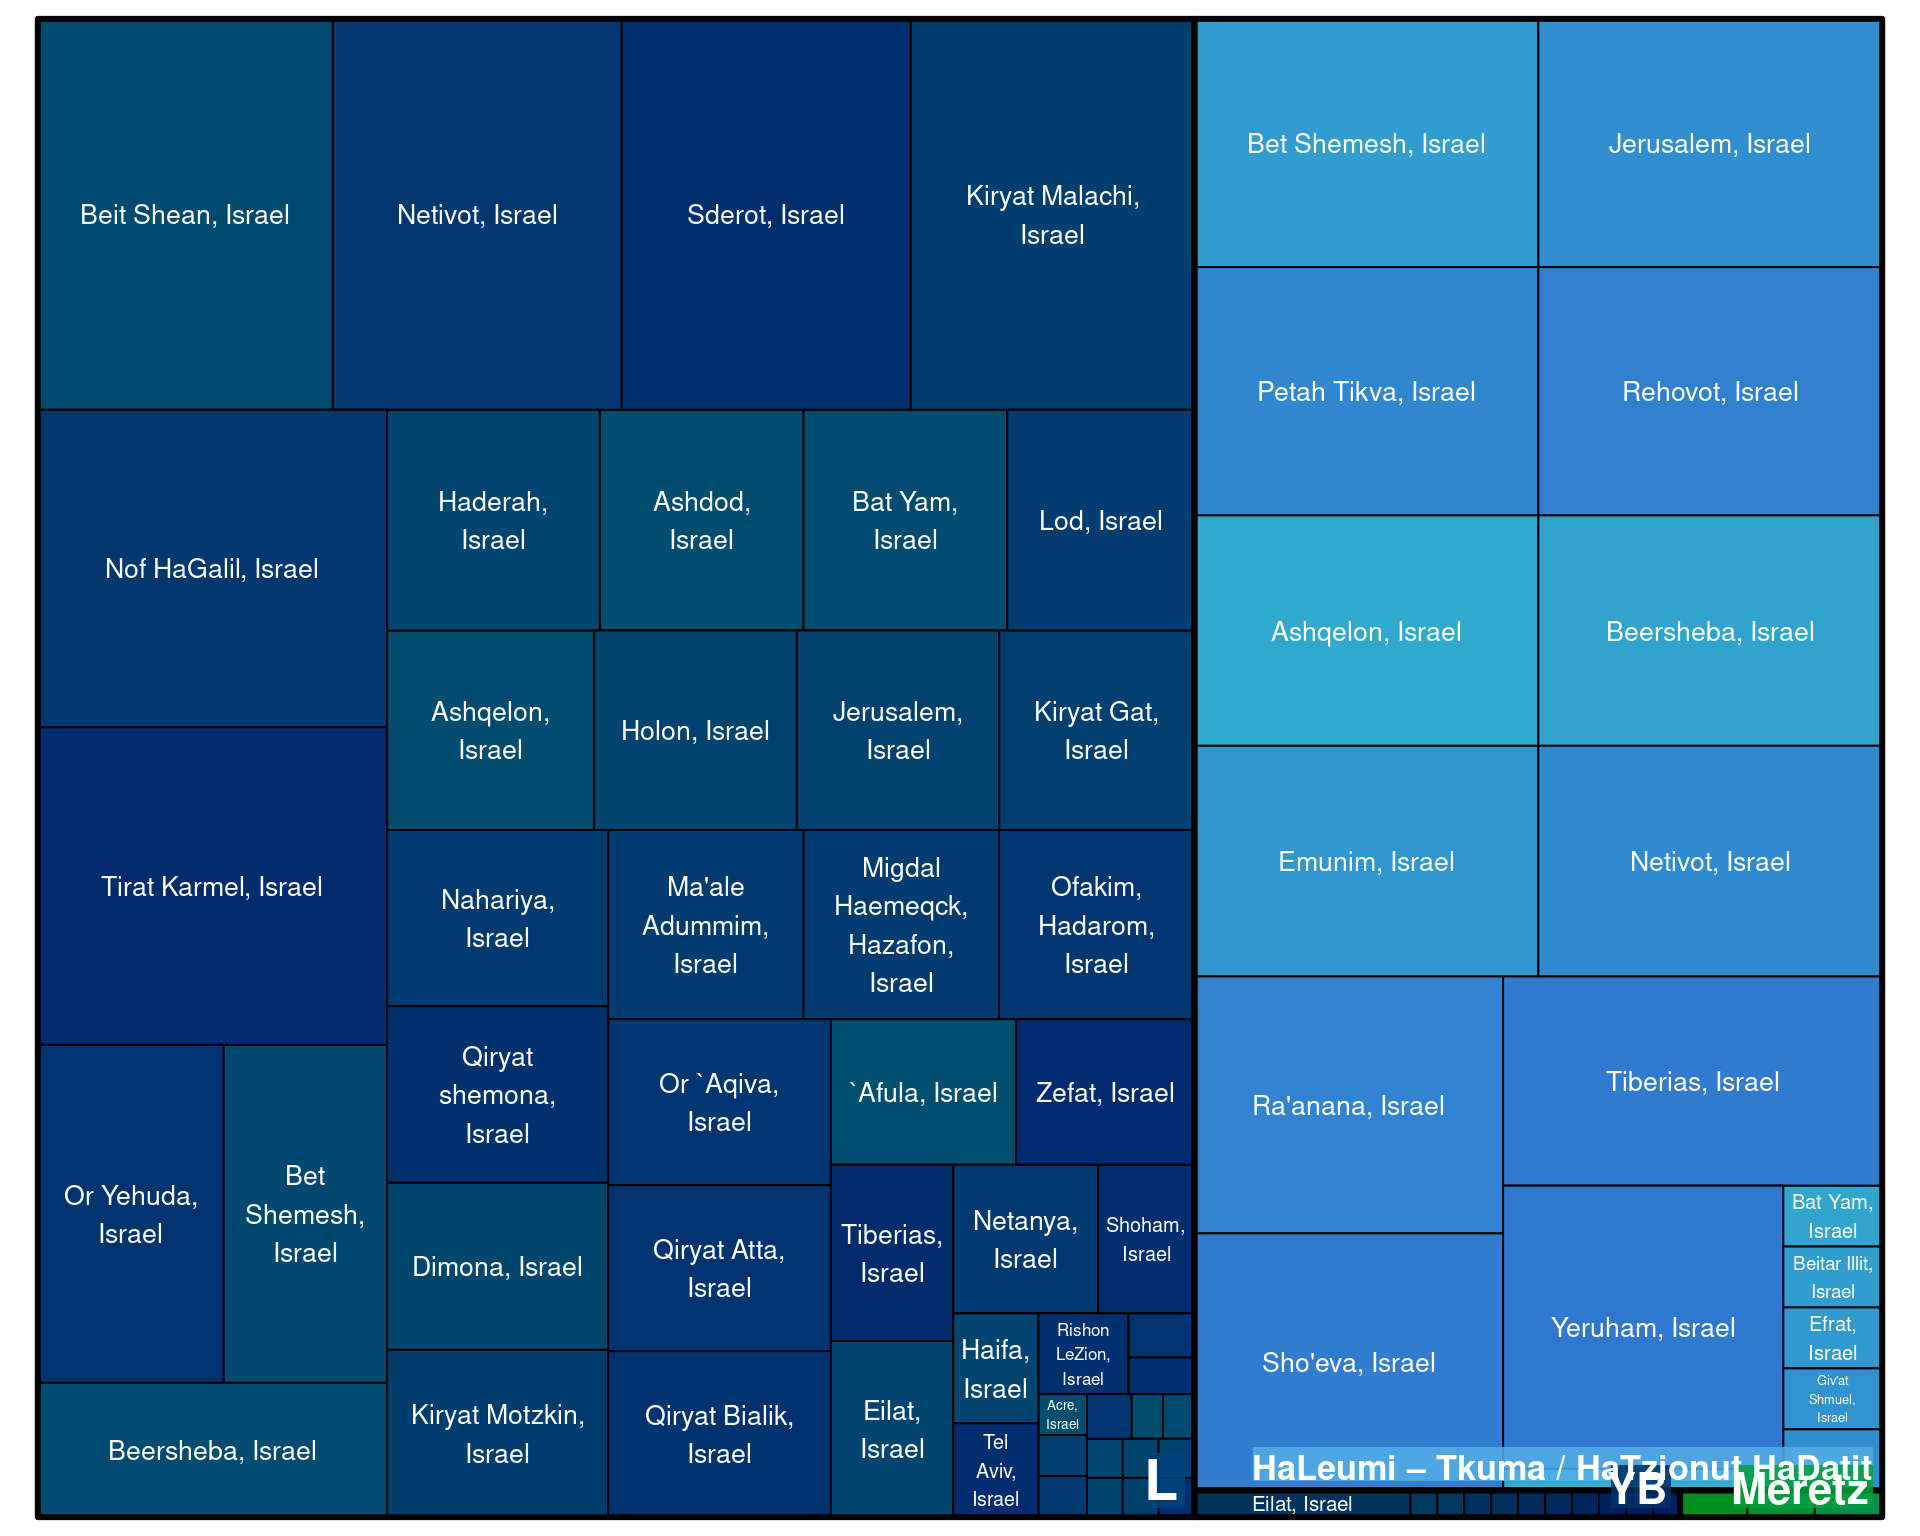 Beit Shean, Israel
Netivot, Israel
Sderot, Israel
Kiryat Malachi,
Israel
Nof HaGalil, Israel
Haderah,
Israel
Ashdod,
Israel
Bat Yam,
Israel
Lod, Israel
Ashqelon,
Israel
Holon, Israel
Jerusalem,
Israel
Kiryat Gat,
Israel
Tirat Karmel, Israel
Nahariya,
Israel
Ma'ale
Adummim,
Israel
Migdal
Haemeqck,
Hazafon,
Israel
Ofakim,
Hadarom,
Israel
Qiryat
shemona,
Israel
Or `Aqiva,
Israel
`Afula, Israel
Zefat, Israel
Or Yehuda,
Israel
Bet
Shemesh,
Israel
Dimona, Israel
Qiryat Atta,
Israel
Tiberias,
Israel
Netanya,
Israel
Shoham,
Israel
Haifa,
Israel
Rishon
LeZion,
Israel
Beersheba, Israel
Kiryat Motzkin,
Israel
Qiryat Bialik,
Israel
Eilat,
Israel
Acre,
Israel
Tel
Aviv,
Israel
L
Bet Shemesh, Israel
Jerusalem, Israel
Petah Tikva, Israel
Rehovot, Israel
Ashqelon, Israel
Beersheba, Israel
Emunim, Israel
Netivot, Israel
Ra'anana, Israel
Tiberias, Israel
Sho'eva, Israel
Yeruham, Israel
Bat Yam,
Israel
Beitar Illit,
Israel
Efrat,
Israel
Giv'at
Shmuel,
Israel
HaLeumi – Tkuma / HaTzionut HaDatit
Eilat, Israel
YB
Meretz